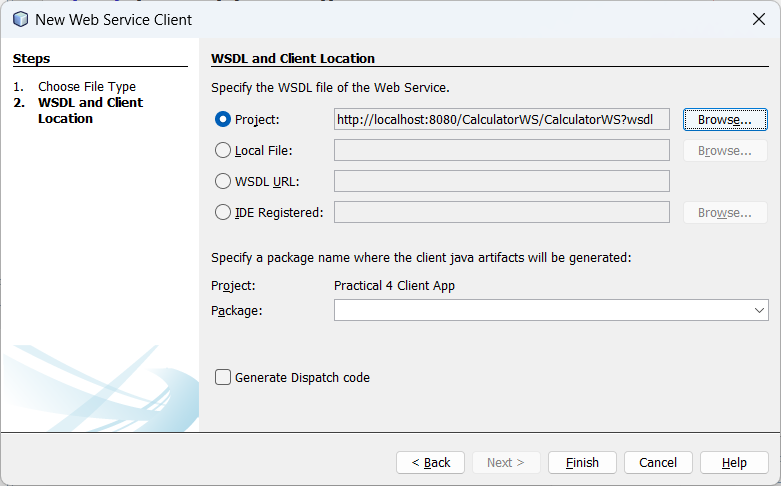 New Web Service Client
Steps
1. Choose File Type
2. WSDL and Client
Location
WSDL and Client Location
Specify the WSDL file of the Web Service.
Project: http://localhost:8080/CalculatorWS/CalculatorWS?wsdl Browse...
Local File: Browse...
WSDL URL:
IDE Registered: Browse...
Specify a package name where the client java artifacts will be generated:
Project: Practical 4 Client App
Package:
Generate Dispatch code
< Back Next > Finish Cancel Help